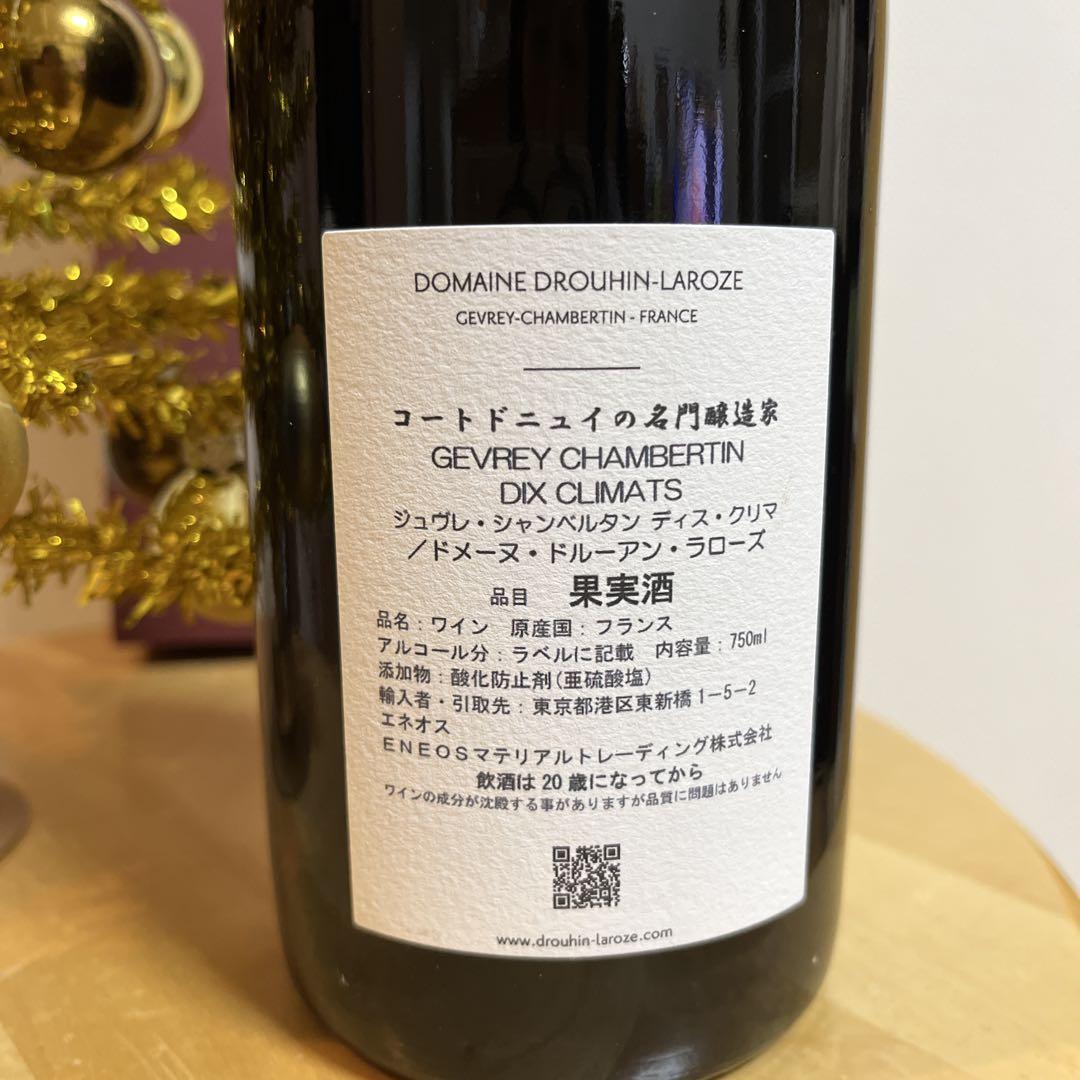 DOMAINE DROUHIN-LAROZE
GEVREY-CHAMBERTIN - FRANCE
コートドニュイの名門醸造家
GEVREY CHAMBERTIN
DIX CLIMATS
ジュヴレ・シャンベルタン ディス・クリマ
／ドメーヌ・ドルーアン・ラローズ
品目 果実酒
品名：ワイン 原産国：フランス
アルコール分：ラベルに記載 内容量：750ml
添加物：酸化防止剤(亜硫酸塩)
輸入者・引取先：東京都港区東新橋1-5-2
エネオス
ENEOSマテリアルトレーディング株式会社
飲酒は20歳になってから
ワインの成分が沈殿する事がありますが品質に問題はありません
www.drouhin-laroze.com